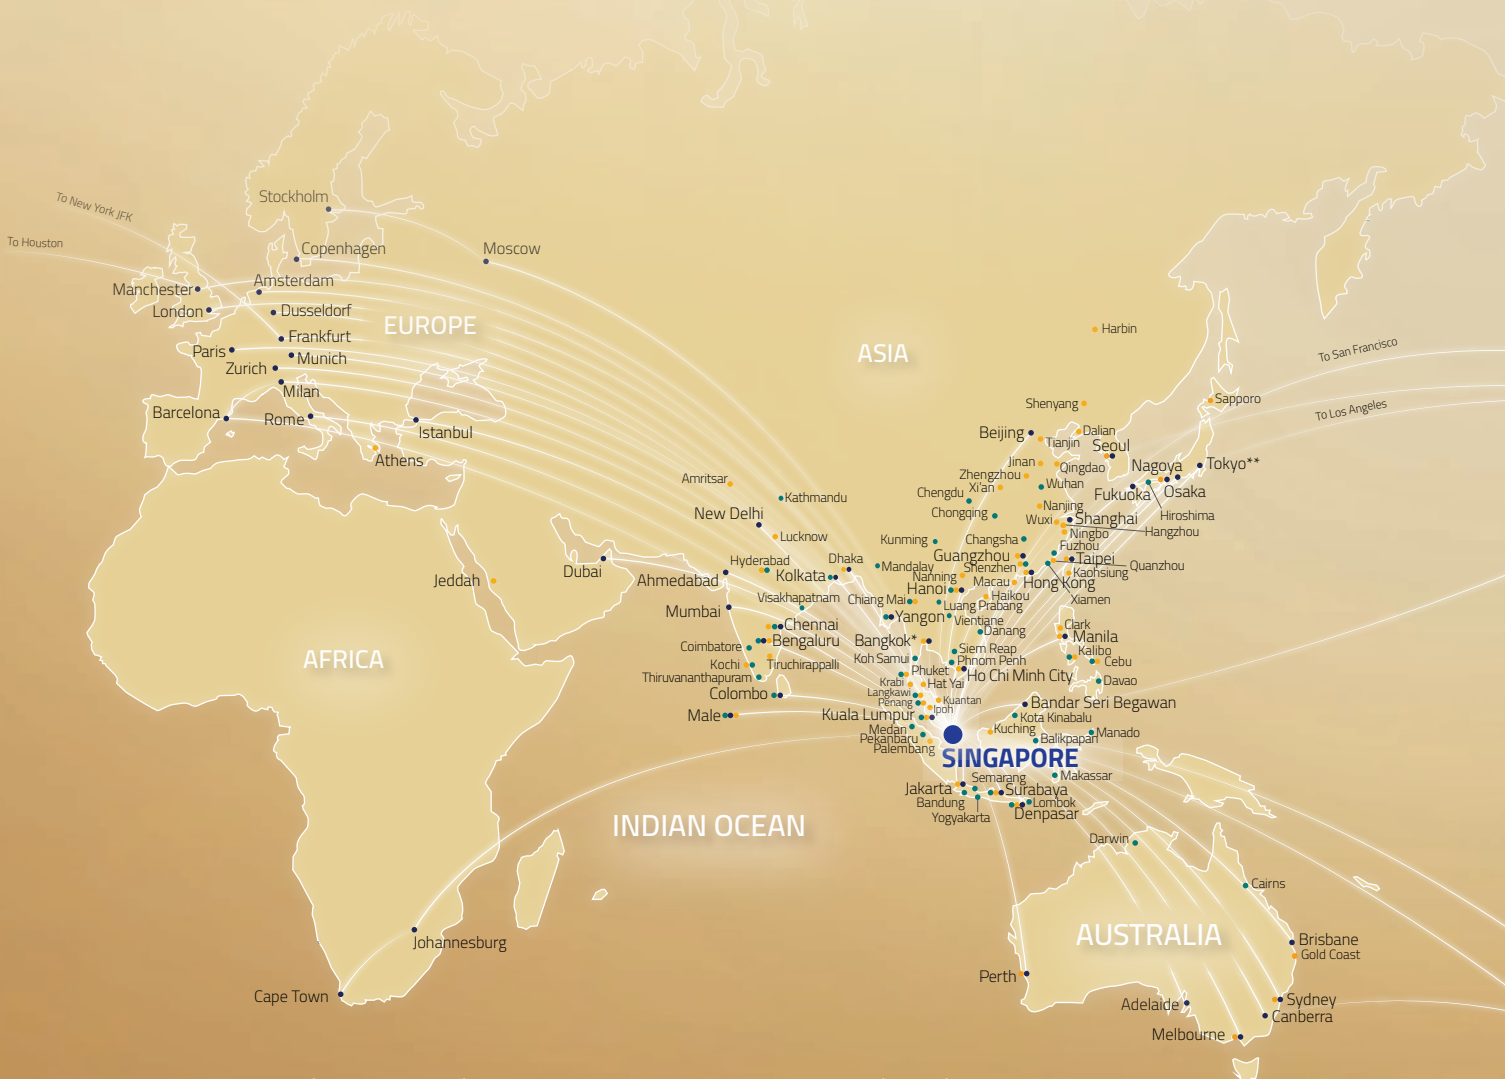 To New York JFK
To Houston
Stockholm
Copenhagen
Moscow
Manchester
Amsterdam
London
Dusseldorf
EUROPE
Frankfurt
Paris
Munich
Zurich
Milan
Barcelona
Rome
Istanbul
Athens
ASIA
Harbin
To San Francisco
To Los Angeles
Sapporo
Shenyang
Beijing
Dalian
Tianjin
Seoul
Jinan
Qingdao
Nagoya
Tokyo**
Zhengzhou
Xi'an
Wuhan
Fukuoka
Osaka
Amritsar
Kathmandu
Chengdu
Chongqing
Nanjing
Hiroshima
New Delhi
Wuxi
Shanghai
Hangzhou
Lucknow
Ningbo
Kunming
Changsha
Fuzhou
Hyderabad
Dhaka
Guangzhou
Taipei
Quanzhou
Mandalay
Shenzhen
Kaohsiung
Dubai
Jeddah
Ahmedabad
Kolkata
Nanning
Macau
Hong Kong
Hanoi
Haikou
Xiamen
Visakhapatnam
Chiang Mai
Luang Prabang
Mumbai
Yangon
Vientiane
Chennai
Danang
Clark
Bengaluru
Bangkok*
Manila
Coimbatore
Siem Reap
Kalibo
Koh Samui
Phnom Penh
Cebu
AFRICA
Kochi
Tiruchirappalli
Phuket
Ho Chi Minh City
Thiruvananthapuram
Krabi
Hat Yai
Davao
Colombo
Langkawi
Penang
Kuantan
Bandar Seri Begawan
Male
Kuala Lumpur
Ipoh
Kota Kinabalu
Medan
Kuching
Manado
Pekanbaru
Balikpapan
Palembang
SINGAPORE
Semarang
Makassar
Jakarta
Surabaya
Bandung
Lombok
Yogyakarta
Denpasar
INDIAN OCEAN
Darwin
Cairns
Johannesburg
AUSTRALIA
Brisbane
Gold Coast
Perth
Cape Town
Adelaide
Sydney
Canberra
Melbourne